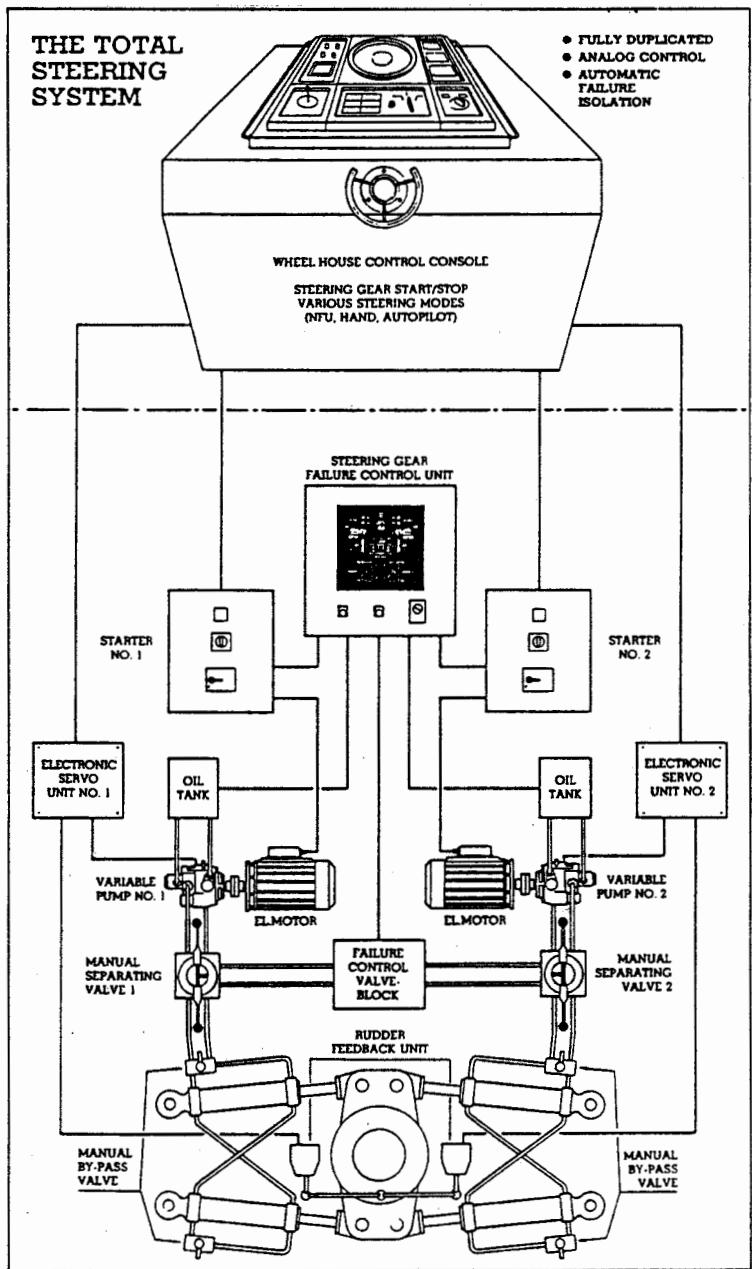 THE TOTAL
STEERING
SYSTEM
● FULLY DUPLICATED
● ANALOG CONTROL
● AUTOMATIC
FAILURE
ISOLATION
WHEEL HOUSE CONTROL CONSOLE
STEERING GEAR START/STOP
VARIOUS STEERING MODES
(NFU, HAND, AUTOPILOT)
STEERING GEAR
FAILURE CONTROL UNIT
STARTER
NO. 1
STARTER
NO. 2
ELECTRONIC
SERVO
UNIT NO. 1
OIL
TANK
OIL
TANK
ELECTRONIC
SERVO
UNIT NO. 2
VARIABLE
PUMP NO. 1
EL.MOTOR
EL.MOTOR
VARIABLE
PUMP NO. 2
MANUAL
SEPARATING
VALVE 1
FAILURE
CONTROL
VALVE-
BLOCK
MANUAL
SEPARATING
VALVE 2
RUDDER
FEEDBACK UNIT
MANUAL
BY-PASS
VALVE
MANUAL
BY-PASS
VALVE